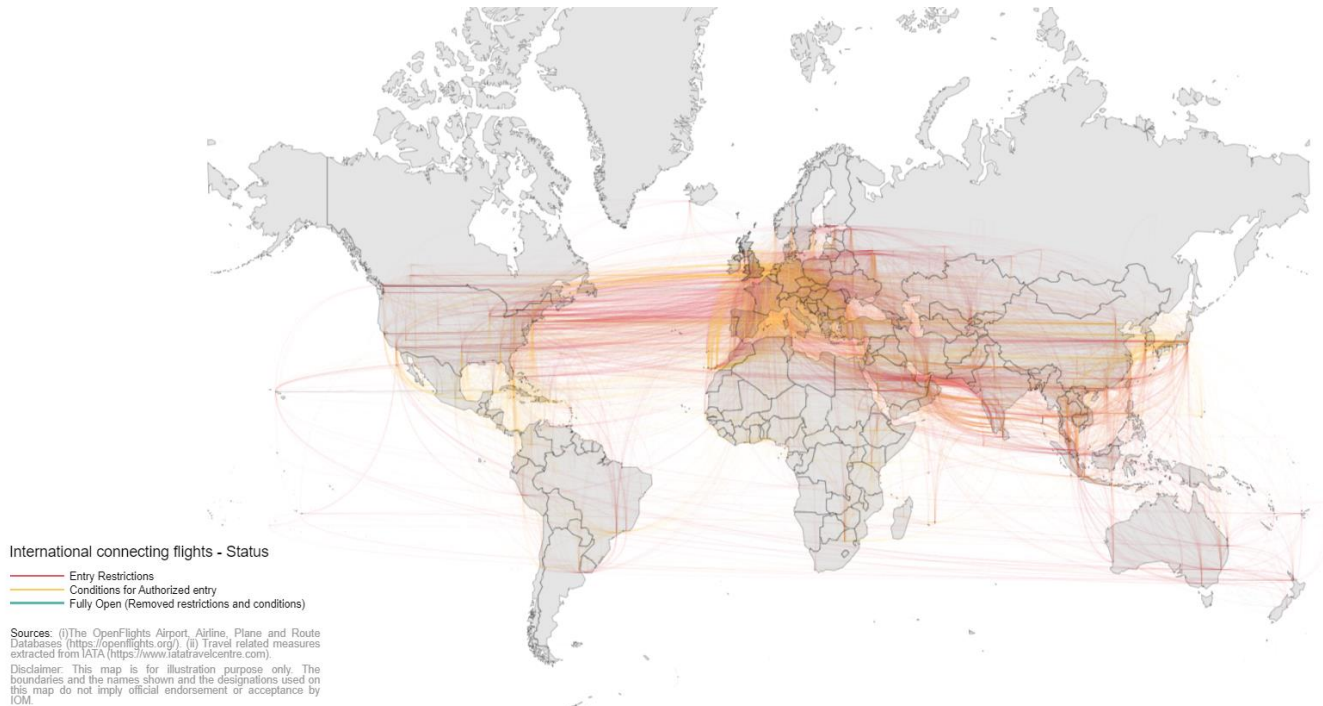 International connecting flights - Status
Entry Restrictions
Conditions for Authorized entry
Fully Open (Removed restrictions and conditions)
Sources: (i)The OpenFlights Airport, Airline, Plane and Route
Databases (https://openflights.org/). (ii) Travel related measures
extracted from IATA (https://www.iatatravelcentre.com).
Disclaimer: This map is for illustration purpose only. The
boundaries and the names shown and the designations used on
this map do not imply official endorsement or acceptance by
IOM.